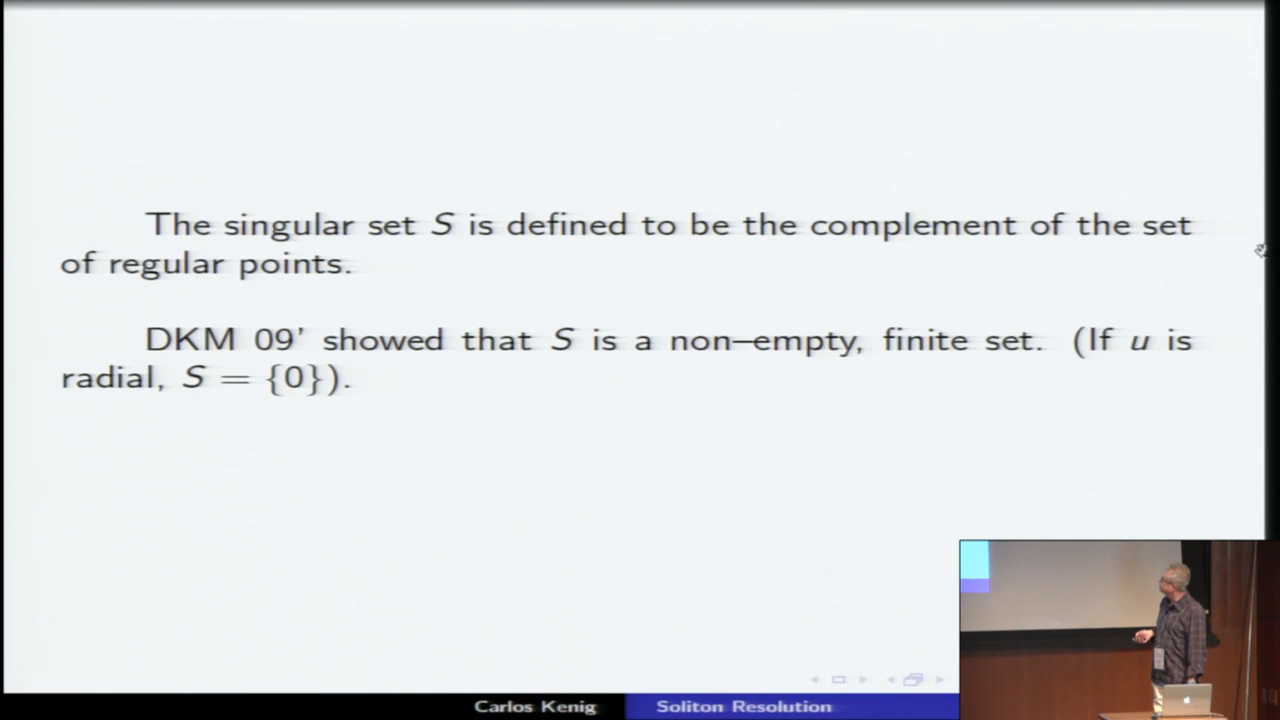 The singular set S is defined to be the complement of the set
of regular points.
DKM 09’ showed that S is a non–empty, finite set. (If u is
radial, S = {0}).
Carlos Kenig
Soliton Resolution